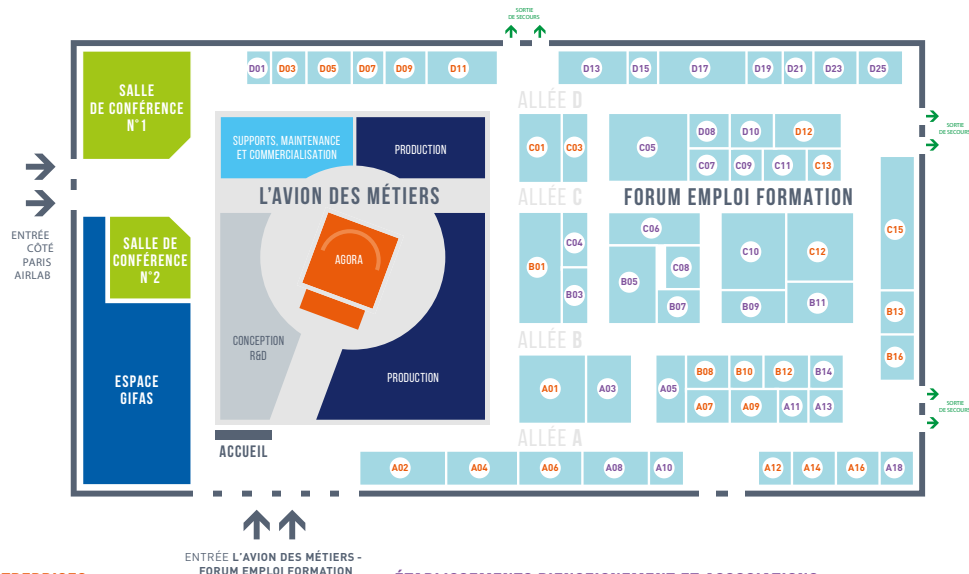 SORTIE
DE SECOURS
D01 D03 D05 D07 D09 D11 D13 D15 D17 D19 D21 D23 D25
SALLE
DE CONFÉRENCE
N°1
ALLÉE D
SORTIE
DE SECOURS
SUPPORTS, MAINTENANCE
ET COMMERCIALISATION
PRODUCTION
C01 C03 C05 D08 D10 D12
C07 C09 C11 C13
L'AVION DES MÉTIERS
ALLÉE C
FORUM EMPLOI FORMATION
ENTRÉE
CÔTÉ
PARIS
AIRLAB
SALLE DE
CONFÉRENCE
N°2
AGORA
C06
C15
B01 C04 C08 C10 C12
B05
B03 B07 B09 B11
B13
CONCEPTION
R&D
ALLÉE B
B16
ESPACE
GIFAS
PRODUCTION
A01 A03 A05 B08 B10 B12 B14
A07 A09 A11 A13
SORTIE
DE SECOURS
ALLÉE A
ACCUEIL
A02 A04 A06 A08 A10 A12 A14 A16 A18
ENTRÉE L'AVION DES MÉTIERS -
FORUM EMPLOI FORMATION